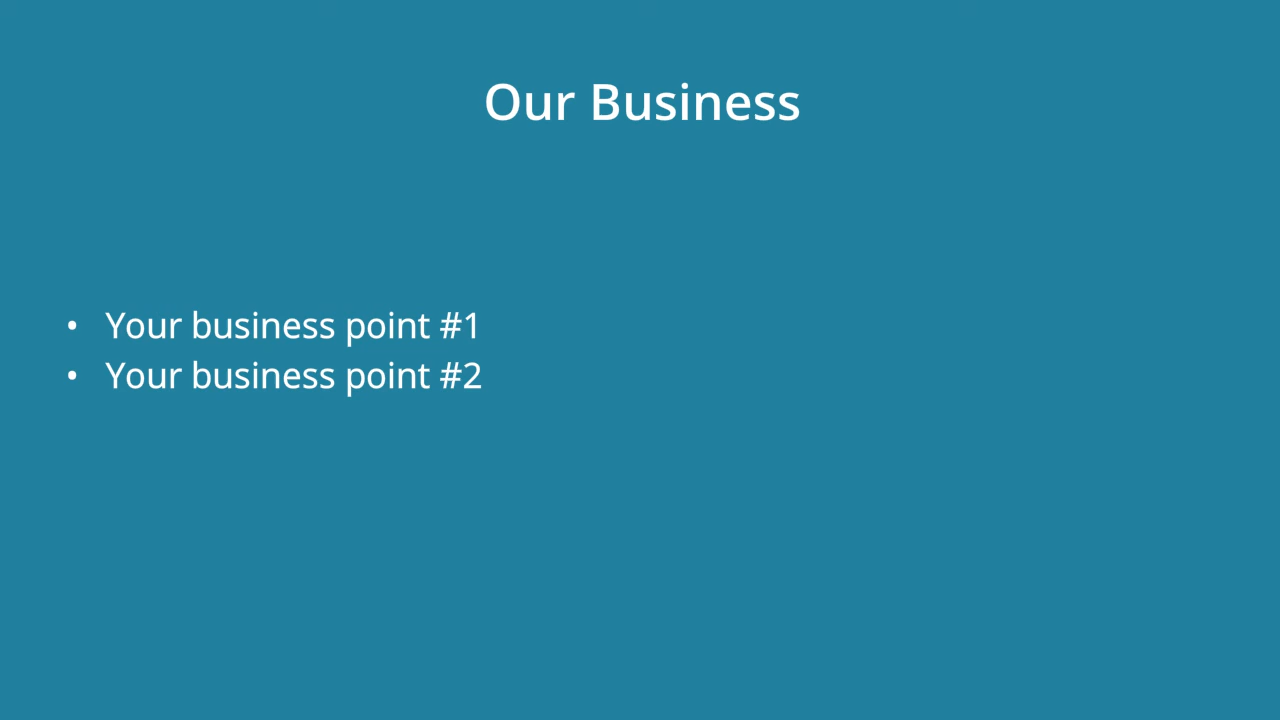 Our Business
• Your business point #1
• Your business point #2